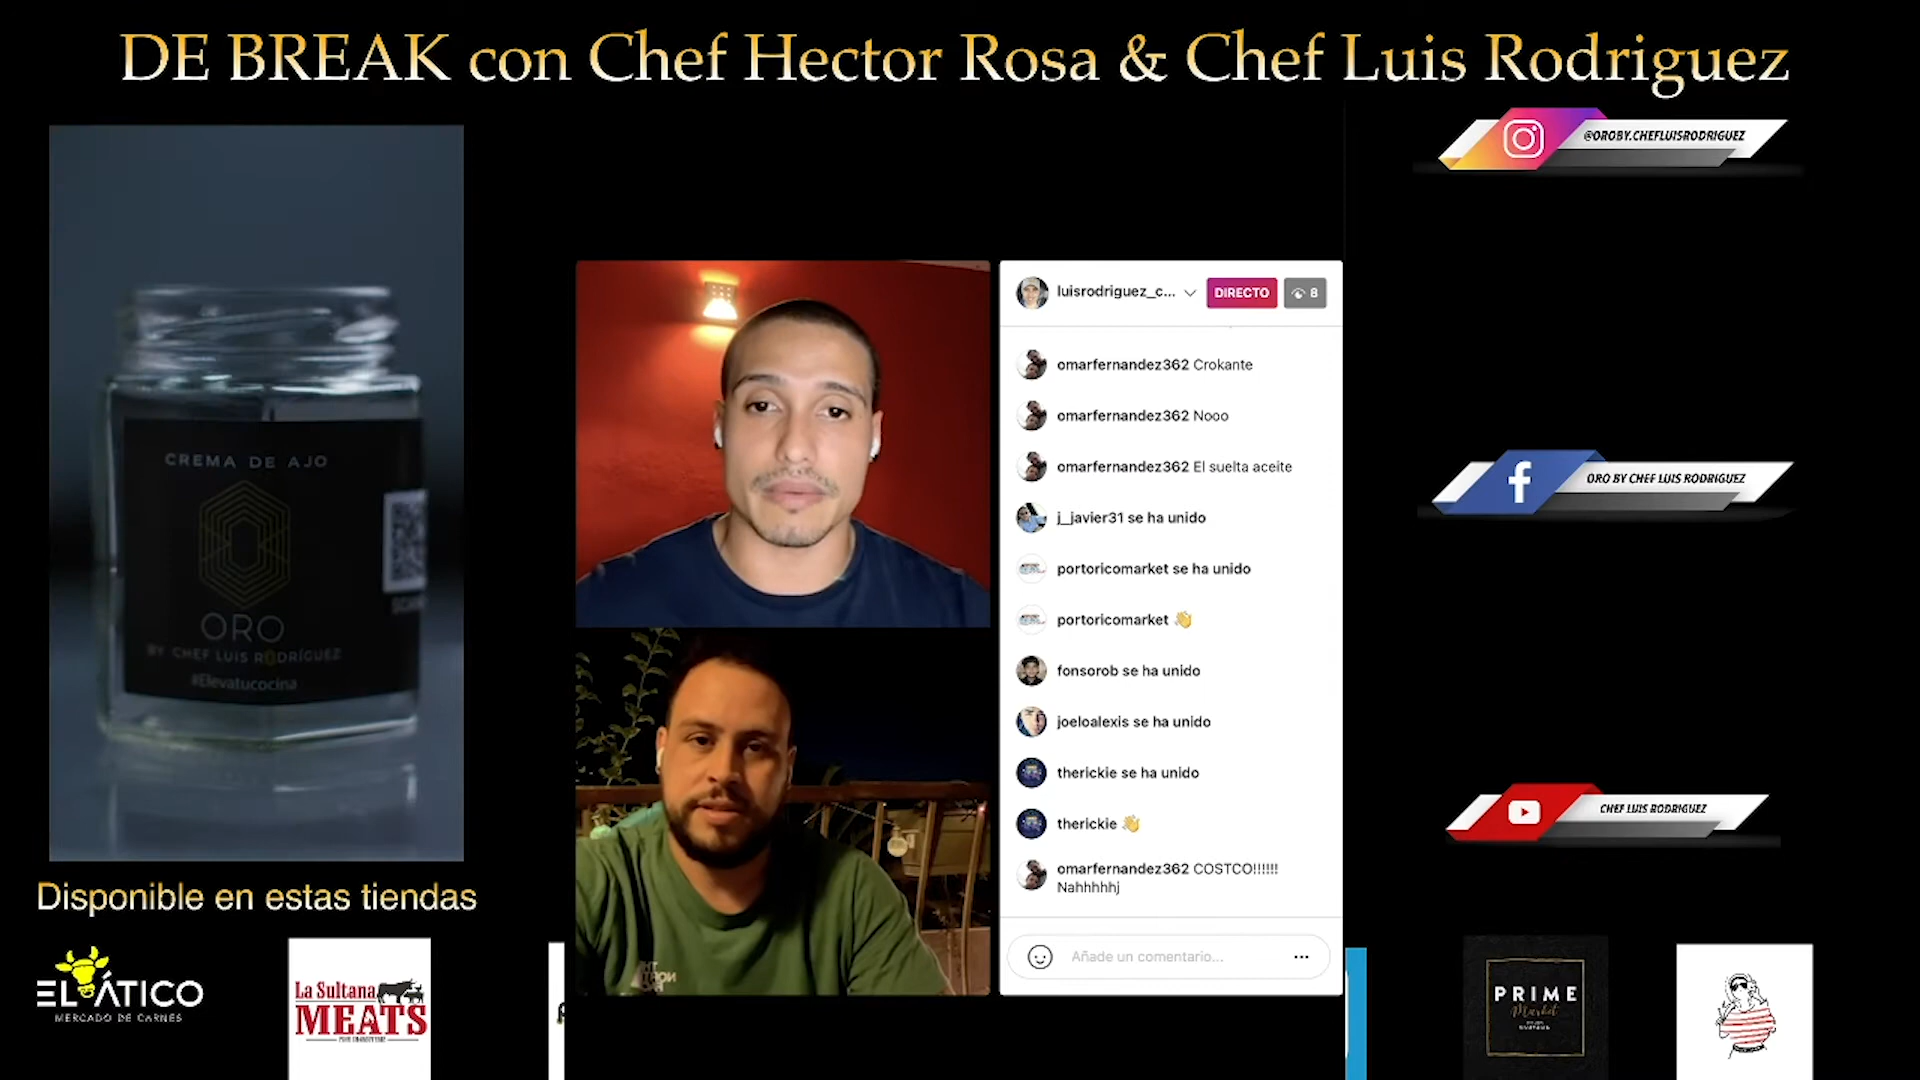 DE BREAK con Chef Hector Rosa & Chef Luis Rodriguez
@OROBY.CHEFLUISRODRIGUEZ
CREMA DE AJO
ORO
BY CHEF LUIS RODRÍGUEZ
#Elevatucocina
luisrodriguez_c...
DIRECTO
8
omarfernandez362 Crokante
omarfernandez362 Nooo
omarfernandez362 El suelta aceite
j_javier31 se ha unido
portoricomarket se ha unido
portoricomarket 👋
fonsorob se ha unido
joeloalexis se ha unido
therickie se ha unido
therickie 👋
omarfernandez362 COSTCO!!!!!!
Nahhhhhj
Añade un comentario...
ORO BY CHEF LUIS RODRIGUEZ
CHEF LUIS RODRIGUEZ
Disponible en estas tiendas
EL ÁTICO
MERCADO DE CARNES
La Sultana
MEATS
PRIME
Market